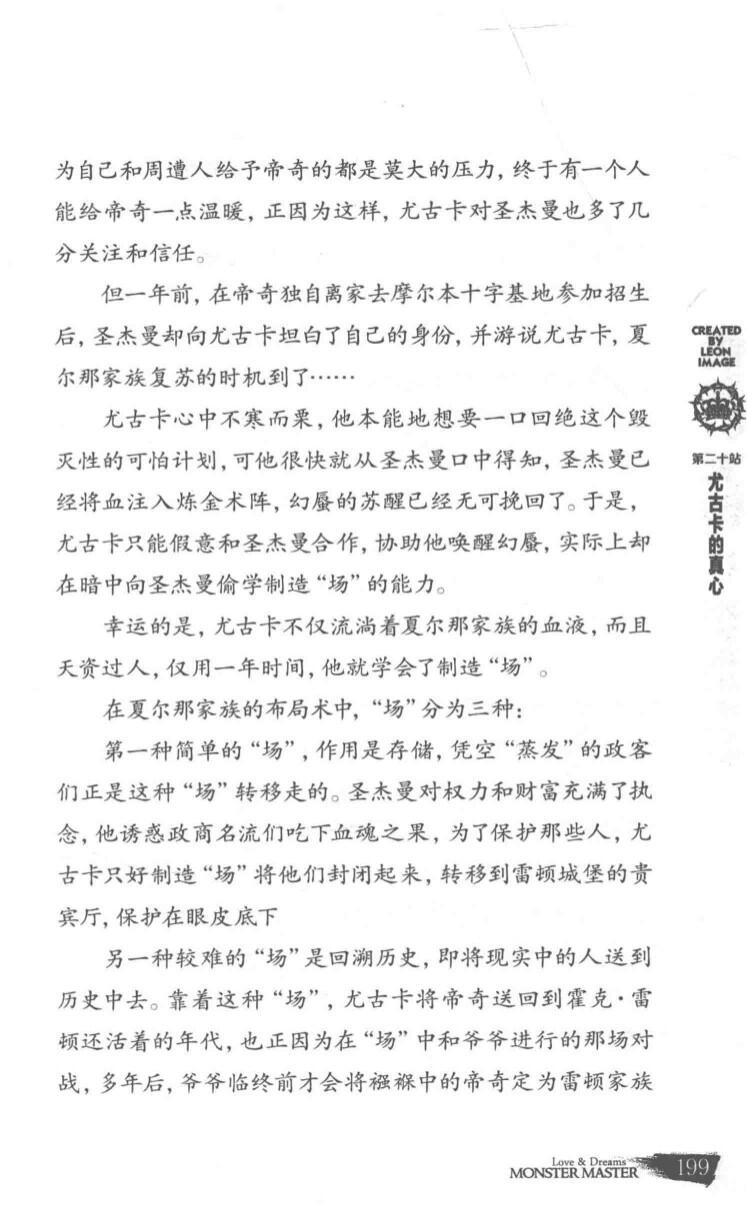 为自己和周遭人给予帝奇的都是莫大的压力，终于有一个人
能给帝奇一点温暖，正因为这样，尤古卡对圣杰曼也多了几
分关注和信任。
但一年前，在帝奇独自离家去摩尔本十字基地参加招生
后，圣杰曼却向尤古卡坦白了自己的身份，并游说尤古卡，夏
尔那家族复苏的时机到了……
尤古卡心中不寒而栗，他本能地想要一口回绝这个毁
灭性的可怕计划，可他很快就从圣杰曼口中得知，圣杰曼已
经将血注入炼金术阵，幻蜃的苏醒已经无可挽回了。于是，
尤古卡只能假意和圣杰曼合作，协助他唤醒幻蜃，实际上却
在暗中向圣杰曼偷学制造“场”的能力。
幸运的是，尤古卡不仅流淌着夏尔那家族的血液，而且
天资过人，仅用一年时间，他就学会了制造“场”。
在夏尔那家族的布局术中，“场”分为三种：
第一种简单的“场”，作用是存储，凭空“蒸发”的政客
们正是这种“场”转移走的。圣杰曼对权力和财富充满了执
念，他诱惑政商名流们吃下血魂之果，为了保护那些人，尤
古卡只好制造“场”将他们封闭起来，转移到雷顿城堡的贵
宾厅，保护在眼皮底下
另一种较难的“场”是回溯历史，即将现实中的人送到
历史中去。靠着这种“场”，尤古卡将帝奇送回到霍克·雷
顿还活着的年代，也正因为在“场”中和爷爷进行的那场对
战，多年后，爷爷临终前才会将襁褓中的帝奇定为雷顿家族
CREATED
BY
LEON
IMAGE
第二十站
尤古卡的真心
Love & Dreams
MONSTER MASTER
199